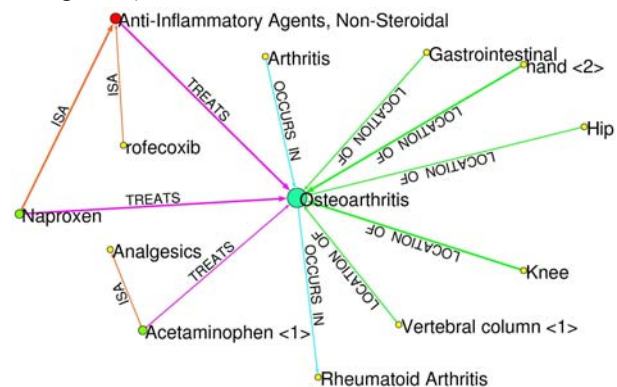 Anti-Inflammatory Agents, Non-Steroidal
Arthritis
Gastrointestinal
hand <2>
ISA
ISA
TREATS
OCCURS IN
LOCATION OF
LOCATION OF
Hip
rofecoxib
LOCATION OF
TREATS
Osteoarthritis
Naproxen
Analgesics
TREATS
LOCATION OF
Knee
ISA
OCCURS IN
LOCATION OF
Acetaminophen <1>
Vertebral column <1>
Rheumatoid Arthritis